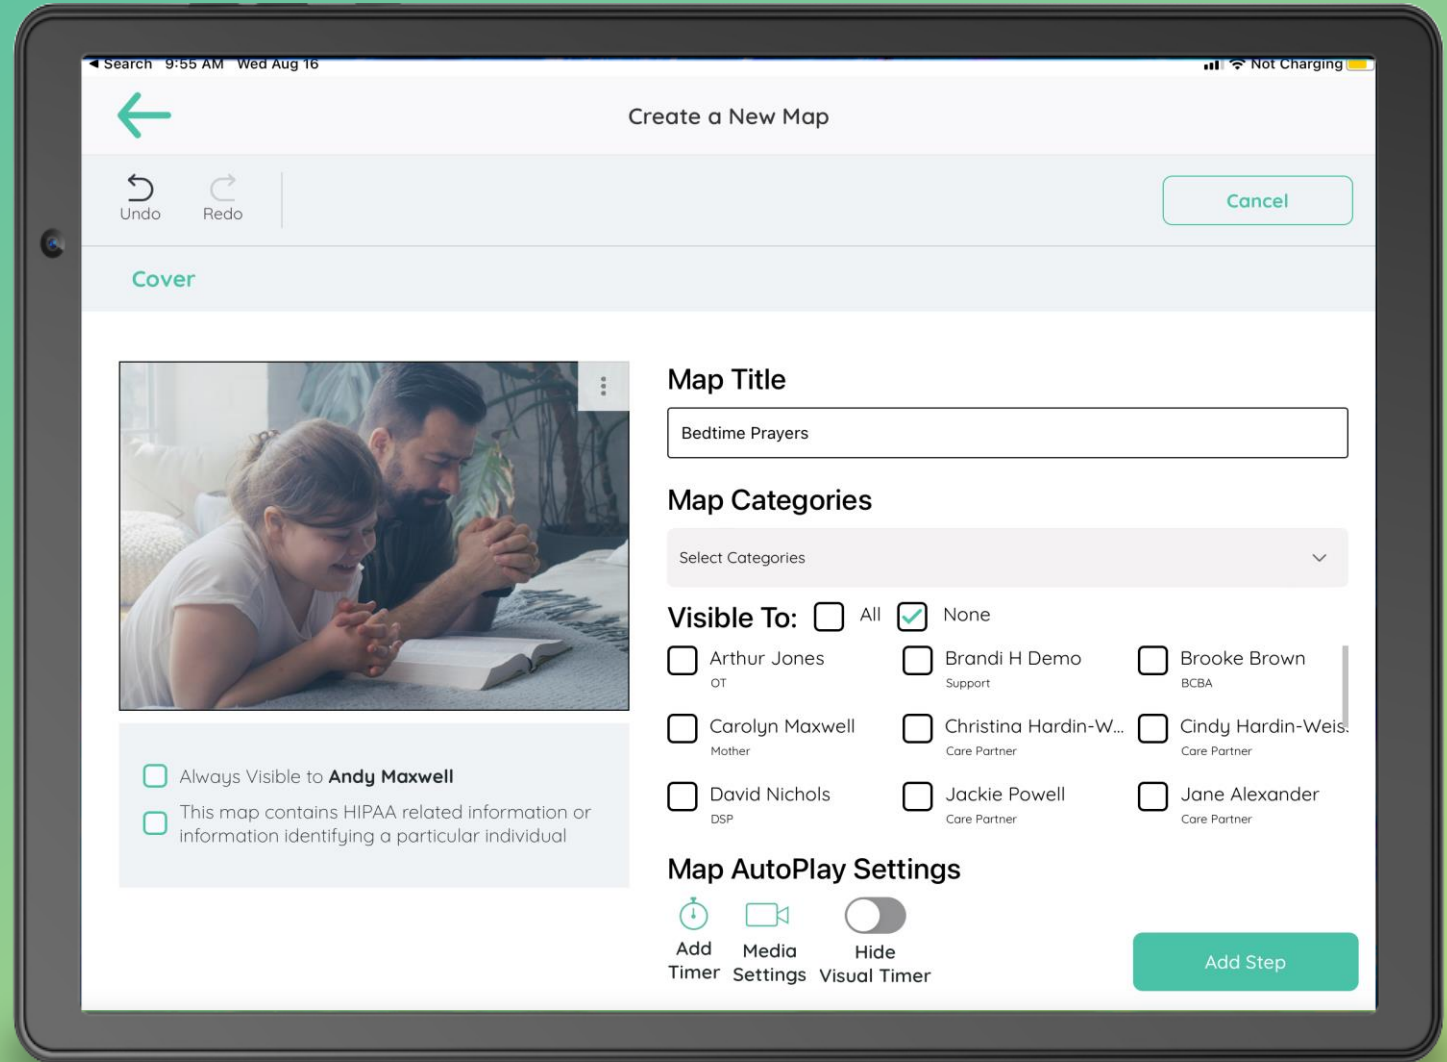 Search 9:55 AM Wed Aug 16
Not Charging
Create a New Map
Undo Redo
Cancel
Cover
Map Title
Bedtime Prayers
Map Categories
Select Categories
Visible To: All None
Arthur Jones Brandi H Demo Brooke Brown
OT Support BCBA
Carolyn Maxwell Christina Hardin-W... Cindy Hardin-Weis.
Mother Care Partner Care Partner
David Nichols Jackie Powell Jane Alexander
DSP Care Partner Care Partner
Always Visible to Andy Maxwell
This map contains HIPAA related information or
information identifying a particular individual
Map AutoPlay Settings
Add Media Hide
Timer Settings Visual Timer
Add Step